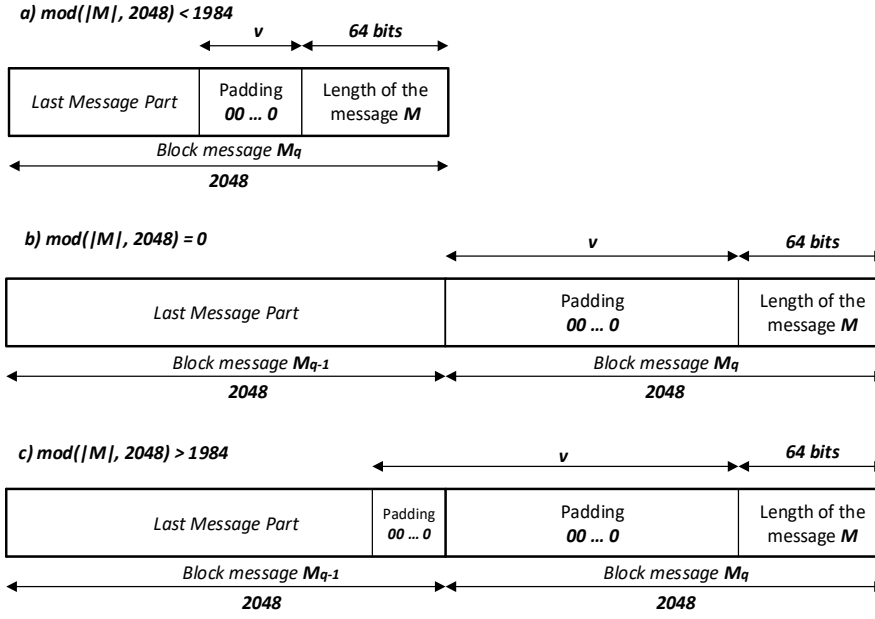 a) mod(|M|, 2048) < 1984
v 64 bits
Last Message Part
Padding
00 ... 0
Length of the
message M
Block message Mq
2048
b) mod(|M|, 2048) = 0
v 64 bits
Last Message Part
Padding
00 ... 0
Length of the
message M
Block message Mq-1 Block message Mq
2048 2048
c) mod(|M|, 2048) > 1984
v 64 bits
Last Message Part
Padding
00 ... 0
Padding
00 ... 0
Length of the
message M
Block message Mq-1 Block message Mq
2048 2048